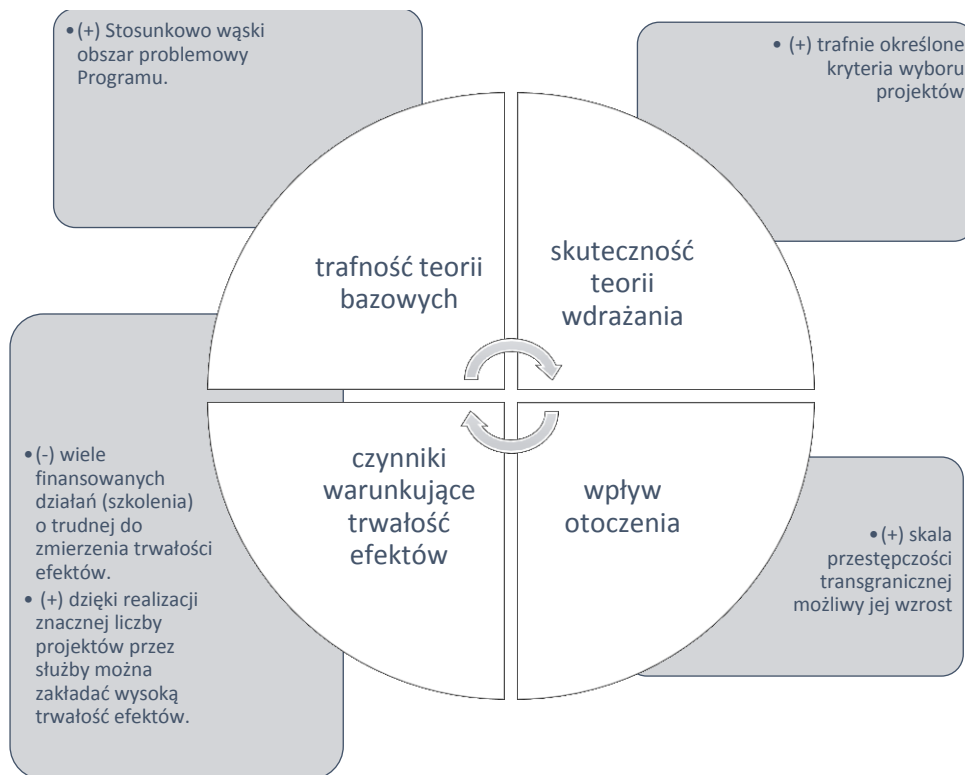 •(+) Stosunkowo wąski
obszar problemowy
Programu.
• (+) trafnie określone
kryteria wyboru
projektów
trafność teorii
bazowych
skuteczność
teorii
wdrażania
•(-) wiele
finansowanych
działań (szkolenia)
o trudnej do
zmierzenia trwałości
efektów.
• (+) dzięki realizacji
znacznej liczby
projektów przez
służby można
zakładać wysoką
trwałość efektów.
czynniki
warunkujące
trwałość
efektów
wpływ
otoczenia
•(+) skala
przestępczości
transgranicznej
możliwy jej wzrost